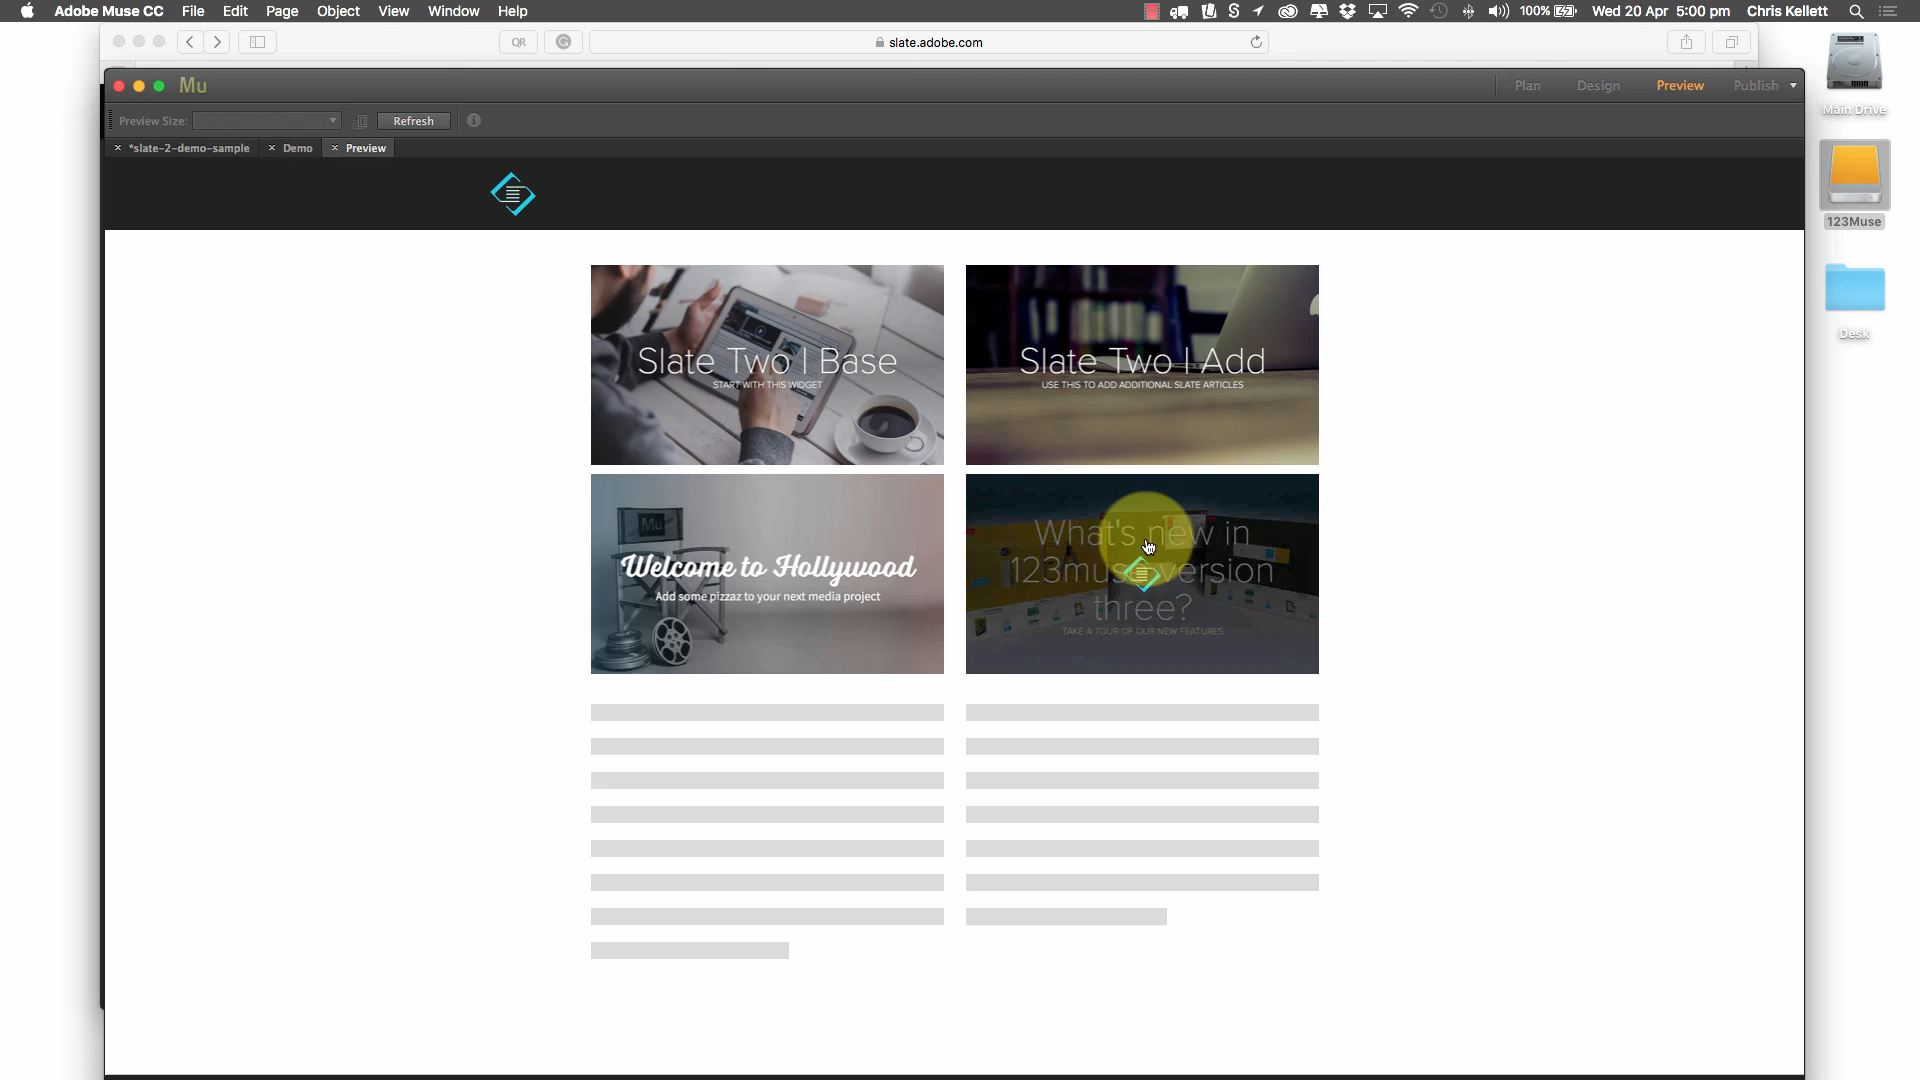 Adobe Muse CC File Edit Page Object View Window Help 100% Wed 20 Apr 5:00 pm Chris Kellett
QR slate.adobe.com
Mu Plan Design Preview Publish
Preview Size: Refresh
*slate-2-demo-sample Demo Preview
Main Drive
123Muse
Desk
Slate Two | Base
START WITH THIS WIDGET
Slate Two | Add
USE THIS TO ADD ADDITIONAL SLATE ARTICLES
Mu
Welcome to Hollywood
Add some pizzaz to your next media project
What's new in
123muse version
three?
TAKE A TOUR OF OUR NEW FEATURES